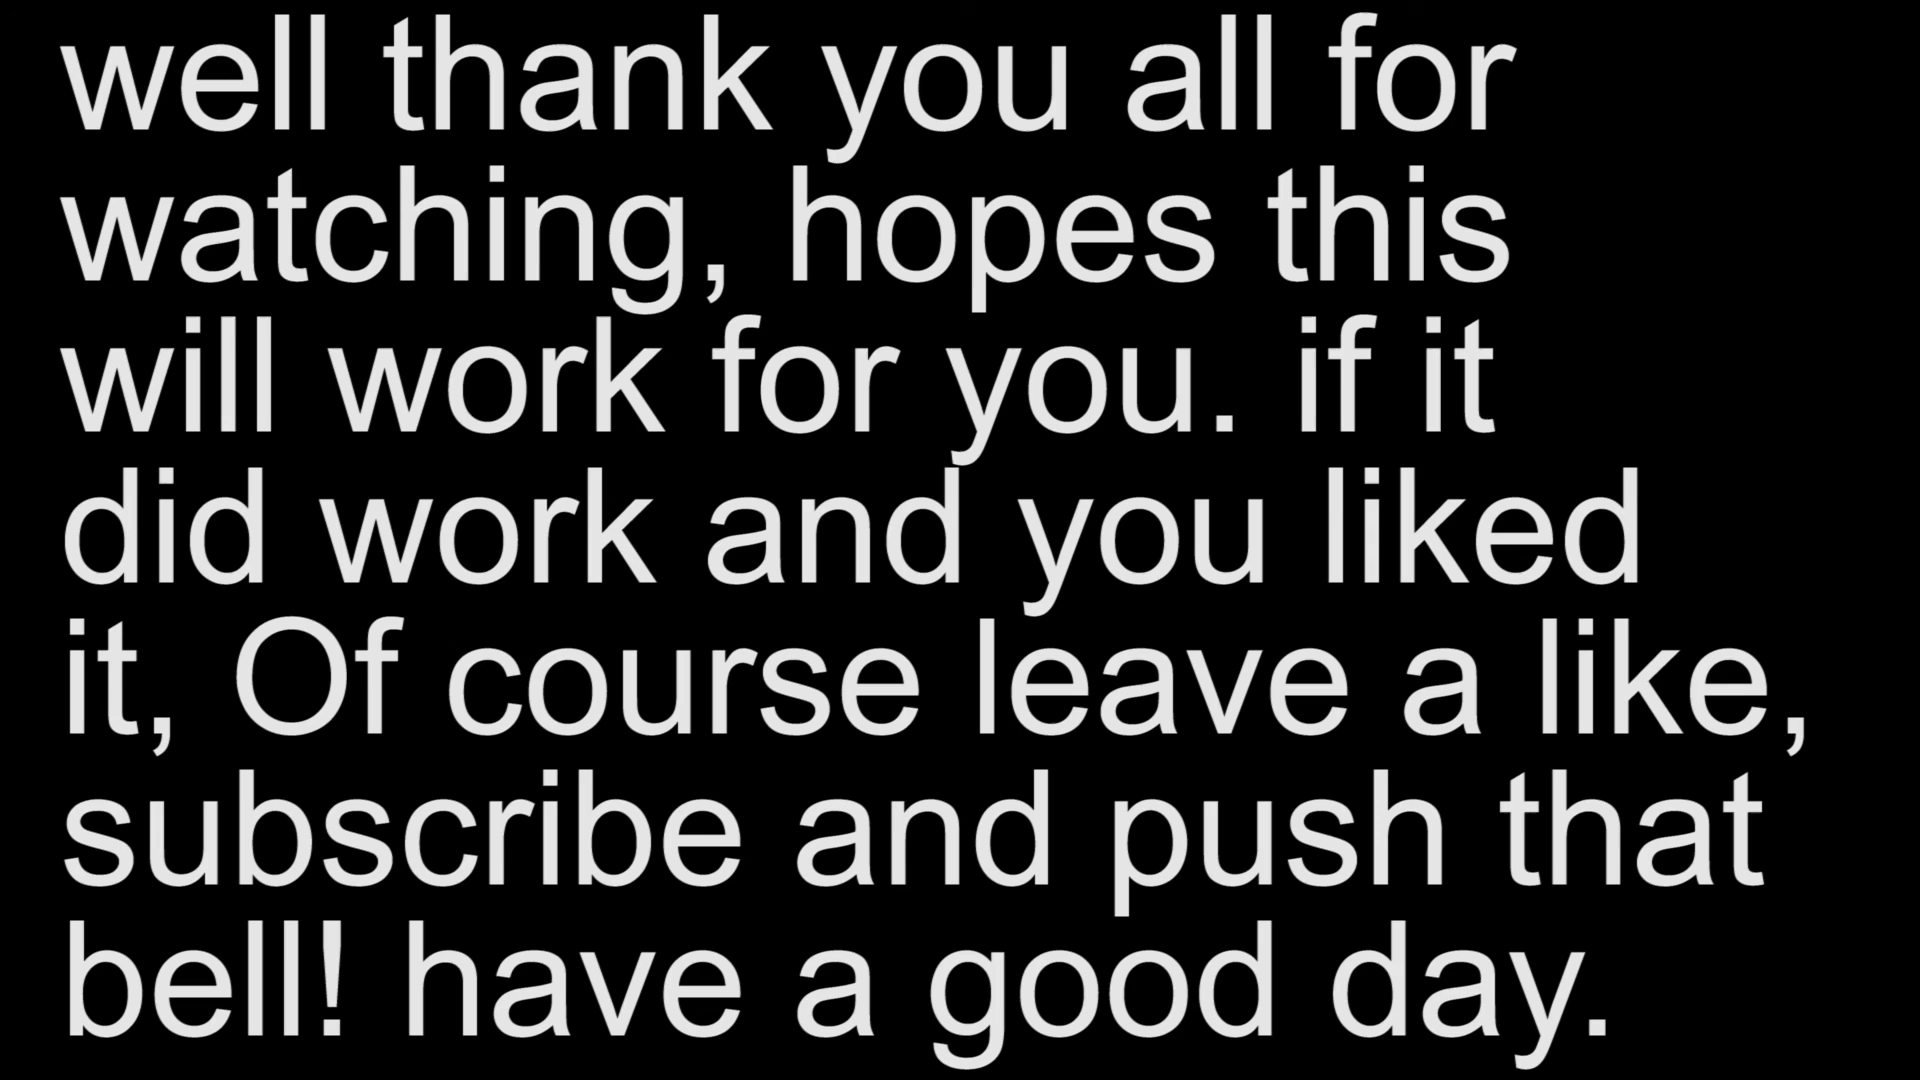 well thank you all for
watching, hopes this
will work for you. if it
did work and you liked
it, Of course leave a like,
subscribe and push that
bell! have a good day.